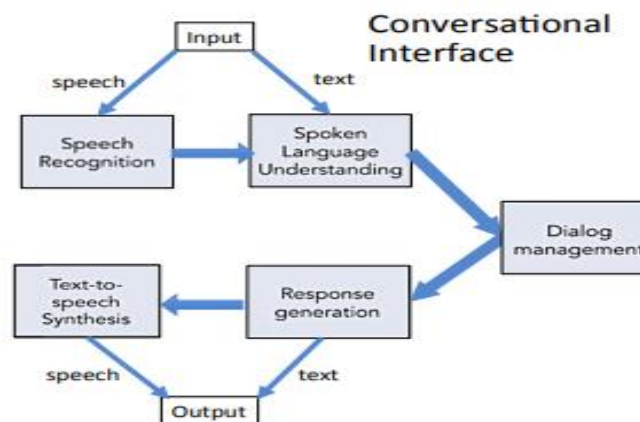 Conversational
Interface
Input
speech
text
Speech
Recognition
Spoken
Language
Understanding
Dialog
management
Text-to-
speech
Synthesis
Response
generation
speech
text
Output